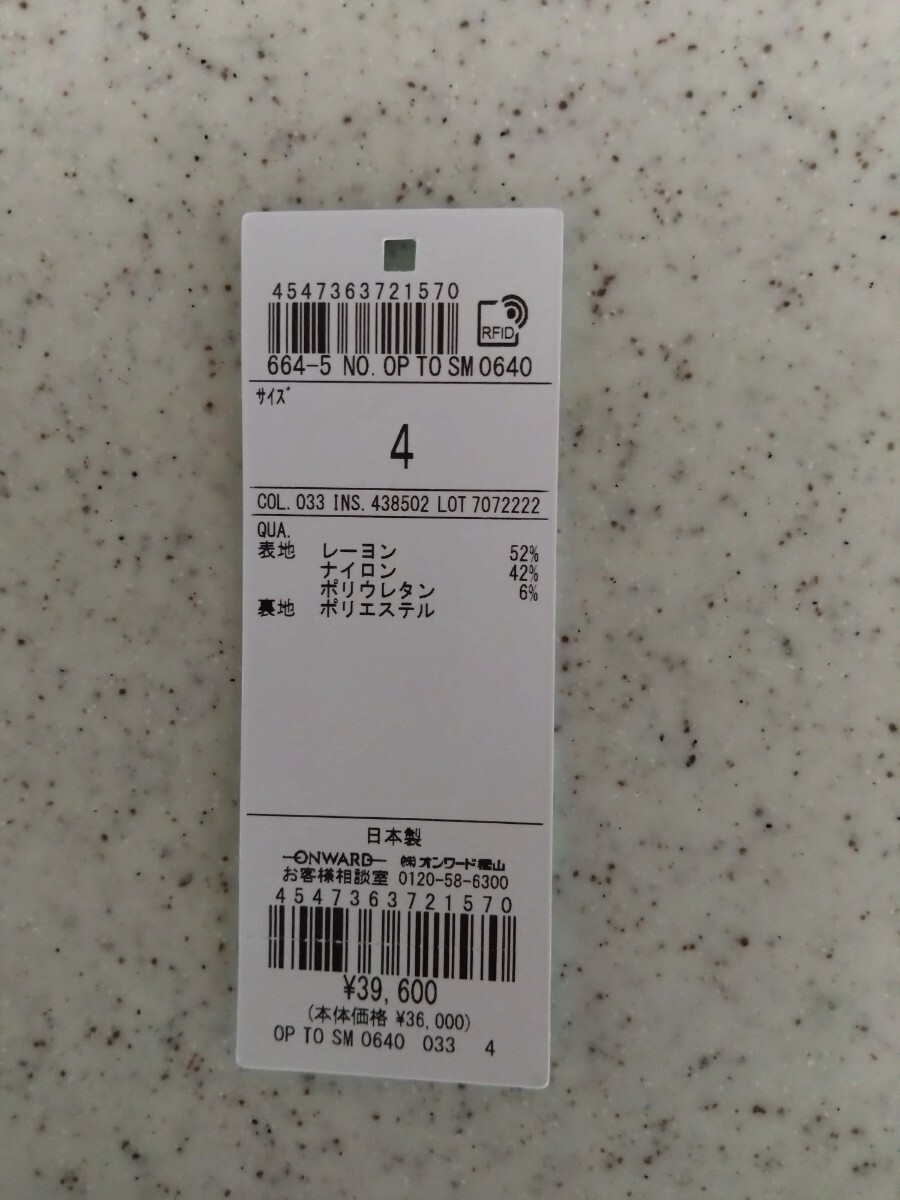 4547363721570
RFID
664-5 NO. OP TO SM 0640
ｻｲｽﾞ
4
COL. 033 INS. 438502 LOT 7072222
QUA.
表地 レーヨン 52%
ナイロン 42%
ポリウレタン 6%
裏地 ポリエステル
日本製
ONWARD ㈱オンワード樫山
お客様相談室 0120-58-6300
4547363721570
¥39,600
(本体価格 ¥36,000)
OP TO SM 0640 033 4